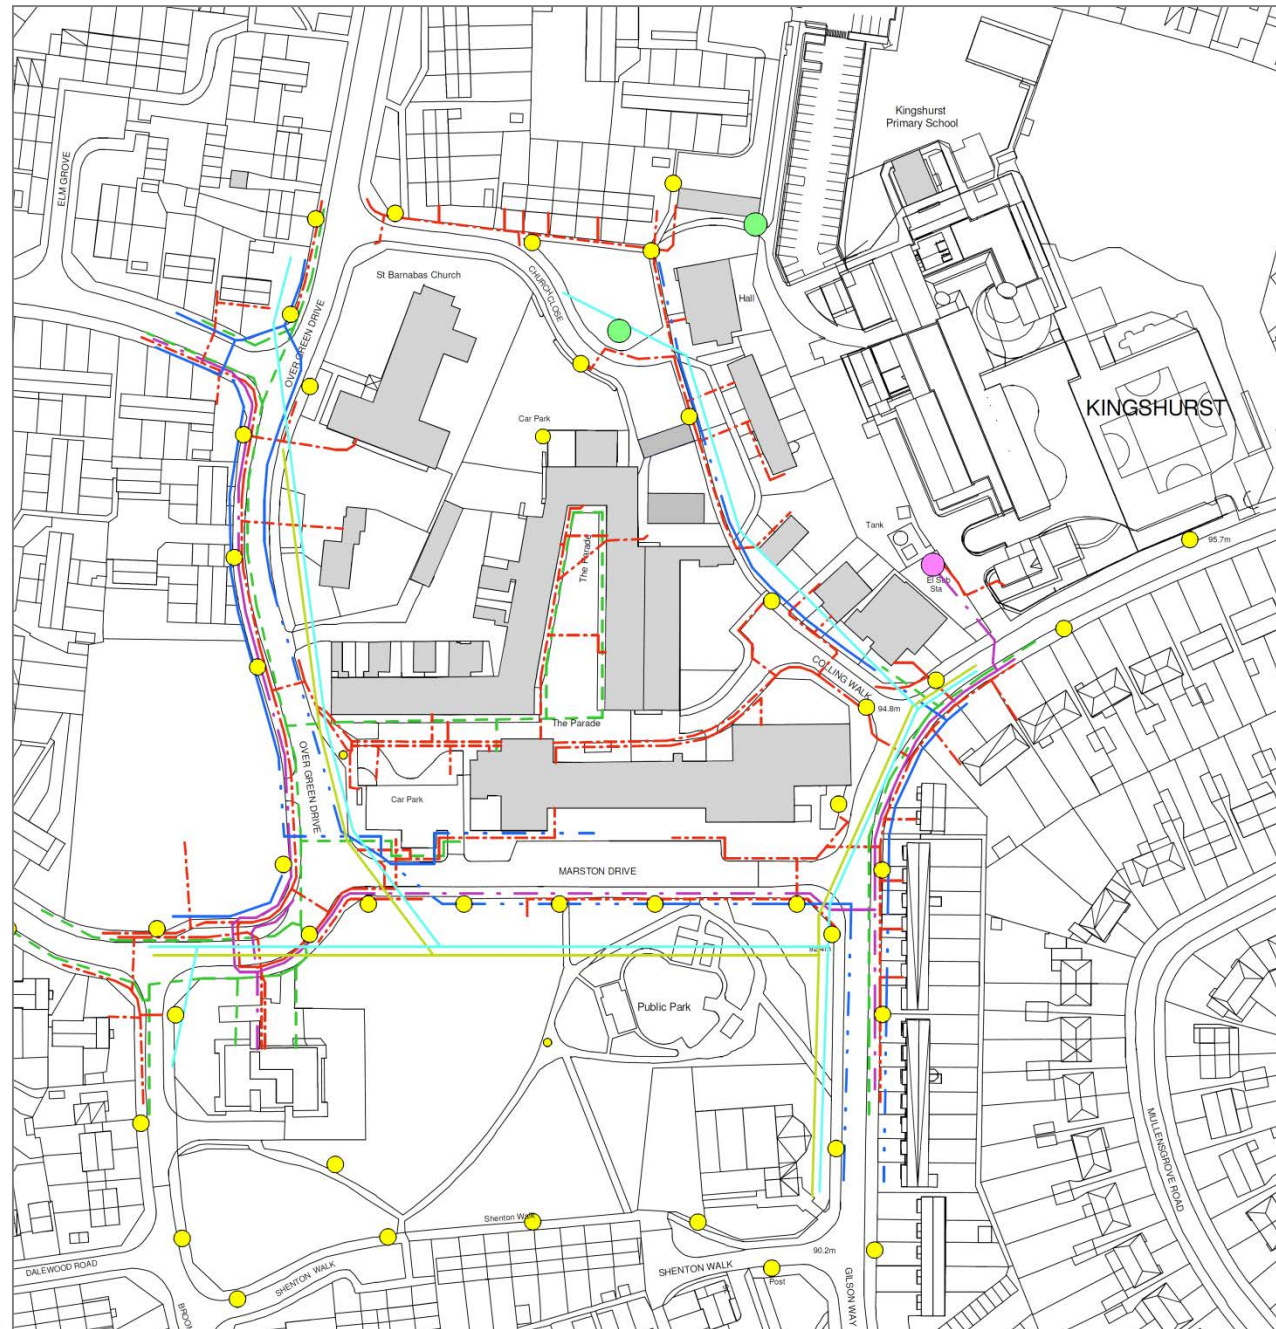 Kingshurst
Primary School
ELM GROVE
St Barnabas Church
CHURCH CLOSE
Hall
OVER GREEN DRIVE
KINGSHURST
Car Park
Tank
95.7m
The Parade
El Sub
Sta
COLLING WALK
94.8m
The Parade
OVER GREEN DRIVE
Car Park
MARSTON DRIVE
Public Park
MULLENSGROVE ROAD
Shenton Walk
90.2m
DALEWOOD ROAD
SHENTON WALK
SHENTON WALK
Post
GILSON WAY